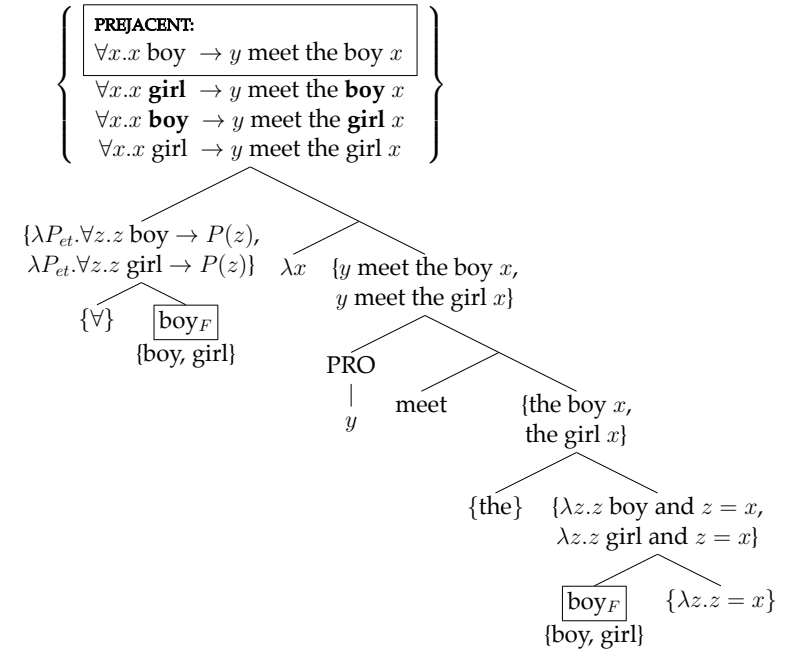 PREJACENT:
∀x.x boy → y meet the boy x
∀x.x girl → y meet the boy x
∀x.x boy → y meet the girl x
∀x.x girl → y meet the girl x
{λP_et.∀z.z boy → P(z),
λP_et.∀z.z girl → P(z)}
λx
{y meet the boy x,
y meet the girl x}
{∀}
boy_F
{boy, girl}
PRO
y
meet
{the boy x,
the girl x}
{the}
{λz.z boy and z = x,
λz.z girl and z = x}
boy_F
{boy, girl}
{λz.z = x}